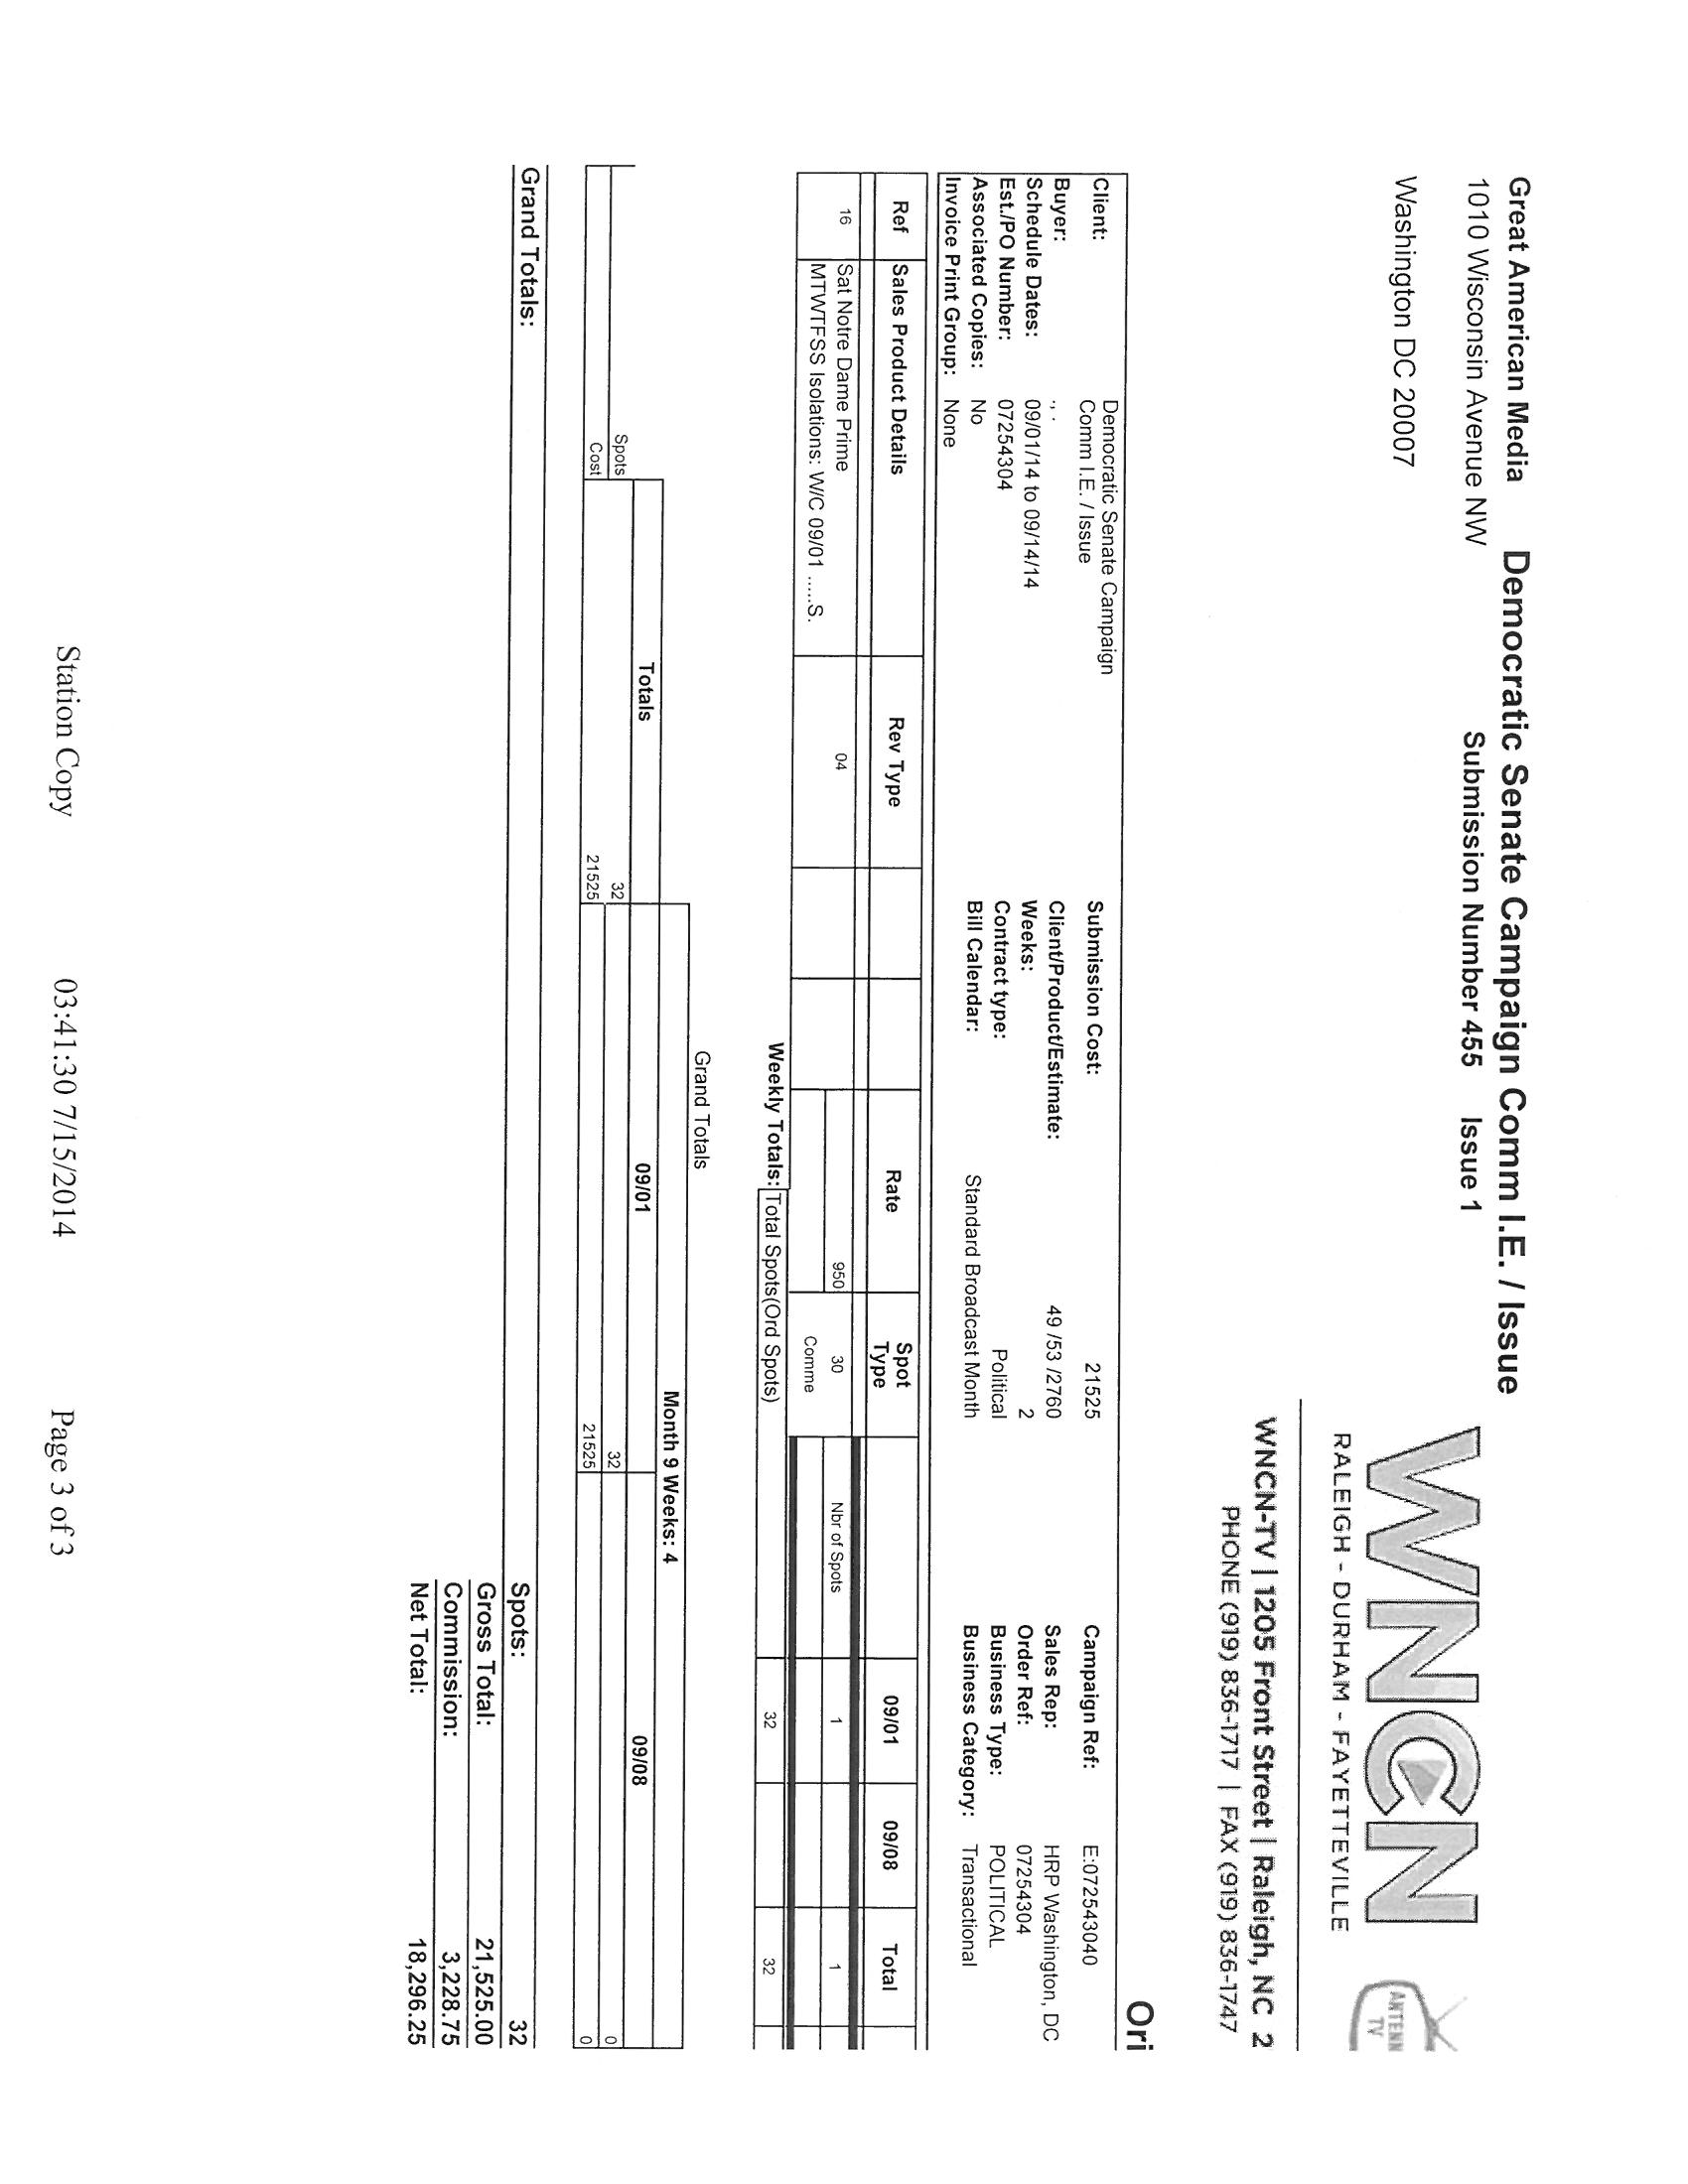 Great American Media
1010 Wisconsin Avenue NW
Washington DC 20007
Democratic Senate Campaign Comm I.E. / Issue
Submission Number 455 Issue 1
WNCN
RALEIGH - DURHAM - FAYETTEVILLE
ANTENN
TV
WNCN-TV | 1205 Front Street | Raleigh, NC 2
PHONE (919) 836-1717 | FAX (919) 836-1747
Ori
Client: Democratic Senate Campaign
Comm I.E. / Issue
Buyer: ., .
Schedule Dates: 09/01/14 to 09/14/14
Est./PO Number: 07254304
Associated Copies: No
Invoice Print Group: None
Submission Cost: 21525
Client/Product/Estimate: 49 /53 /2760
Weeks: 2
Contract type: Political
Bill Calendar: Standard Broadcast Month
Campaign Ref: E:072543040
Sales Rep: HRP Washington, DC
Order Ref: 07254304
Business Type: POLITICAL
Business Category: Transactional
Ref Sales Product Details Rev Type Rate Spot Type 09/01 09/08 Total
16 Sat Notre Dame Prime 04 950 30 Nbr of Spots 1 1
MTWTFSS Isolations: W/C 09/01 .....S. Comme
Weekly Totals: Total Spots(Ord Spots) 32 32
Grand Totals
Month 9 Weeks: 4
Totals 09/01 09/08
Spots 32 32 0
Cost 21525 21525 0
Grand Totals: Spots: 32
Gross Total: 21,525.00
Commission: 3,228.75
Net Total: 18,296.25
Station Copy 03:41:30 7/15/2014 Page 3 of 3